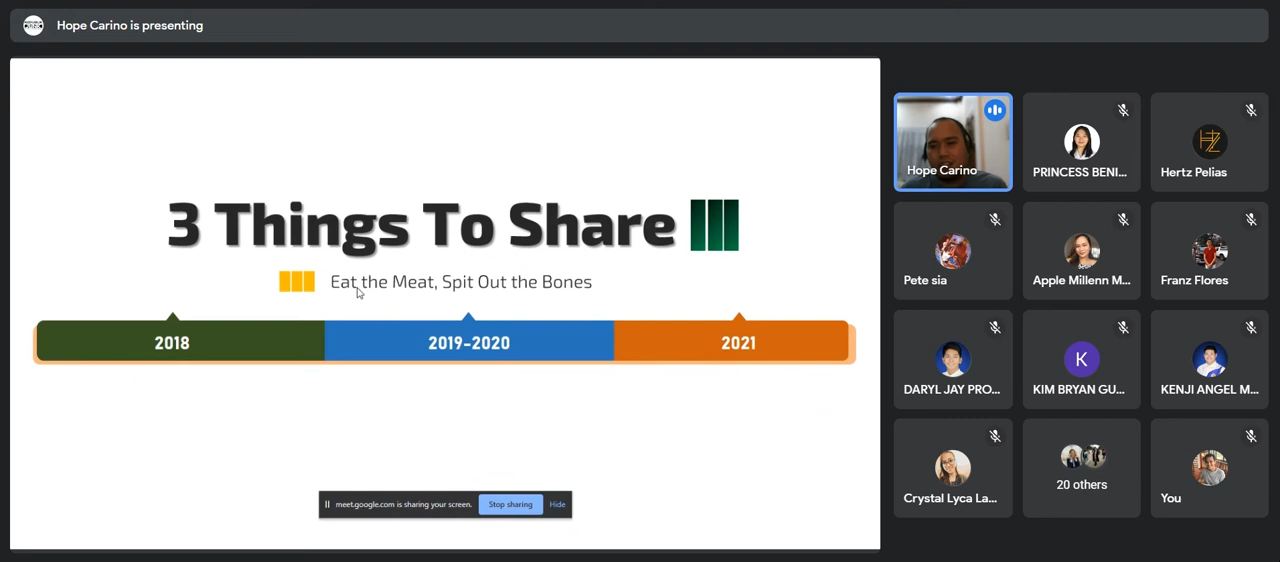 Hope Carino is presenting
3 Things To Share
Eat the Meat, Spit Out the Bones
2018
2019-2020
2021
meet.google.com is sharing your screen.
Stop sharing
Hide
Hope Carino
PRINCESS BENI...
Hertz Pelias
Pete sia
Apple Millenn M...
Franz Flores
DARYL JAY PRO...
K
KIM BRYAN GU...
KENJI ANGEL M...
Crystal Lyca La...
20 others
You